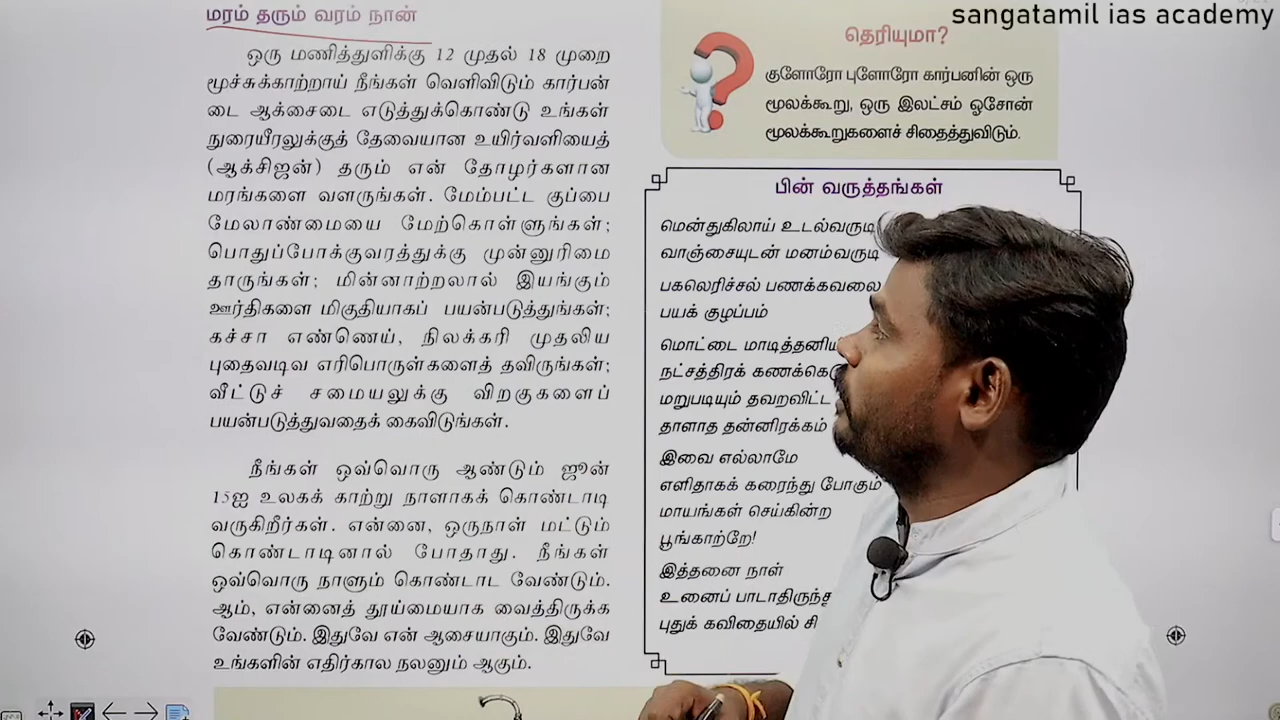 sangatamil ias academy
மரம் தரும் வரம் நான்
ஒரு மணித்துளிக்கு 12 முதல் 18 முறை
மூச்சுக்காற்றாய் நீங்கள் வெளிவிடும் கார்பன்
டை ஆக்சைடை எடுத்துக்கொண்டு உங்கள்
நுரையீரலுக்குத் தேவையான உயிர்வளியைத்
(ஆக்சிஜன்) தரும் என் தோழர்களான
மரங்களை வளருங்கள். மேம்பட்ட குப்பை
மேலாண்மையை மேற்கொள்ளுங்கள்;
பொதுப்போக்குவரத்துக்கு முன்னுரிமை
தாருங்கள்; மின்னாற்றலால் இயங்கும்
ஊர்திகளை மிகுதியாகப் பயன்படுத்துங்கள்;
கச்சா எண்ணெய், நிலக்கரி முதலிய
புதைவடிவ எரிபொருள்களைத் தவிருங்கள்;
வீட்டுச் சமையலுக்கு விறகுகளைப்
பயன்படுத்துவதைக் கைவிடுங்கள்.
நீங்கள் ஒவ்வொரு ஆண்டும் ஜூன்
15ஐ உலகக் காற்று நாளாகக் கொண்டாடி
வருகிறீர்கள். என்னை, ஒருநாள் மட்டும்
கொண்டாடினால் போதாது. நீங்கள்
ஒவ்வொரு நாளும் கொண்டாட வேண்டும்.
ஆம், என்னைத் தூய்மையாக வைத்திருக்க
வேண்டும். இதுவே என் ஆசையாகும். இதுவே
உங்களின் எதிர்கால நலனும் ஆகும்.
தெரியுமா?
குளோரோ புளோரோ கார்பனின் ஒரு
மூலக்கூறு, ஒரு இலட்சம் ஓசோன்
மூலக்கூறுகளைச் சிதைத்துவிடும்.
பின் வருத்தங்கள்
மென்துகிலாய் உடல்வருடி
வாஞ்சையுடன் மனம்வருடி
பகலெரிச்சல் பணக்கவலை
பயக் குழப்பம்
மொட்டை
நட்சத்திரக்
மறுபடியும் தவறவிட்ட
தாளாத தன்னிரக்கம்
இவை எல்லாமே
எளிதாகக் கரைந்து போகும்
மாயங்கள் செய்கின்ற
பூங்காற்றே!
இத்தனை நாள்
உனைப்
புதுக் கவிதையில்